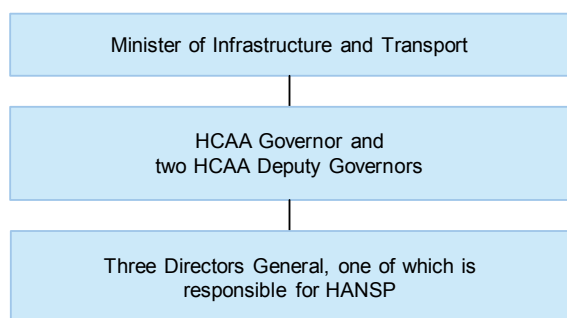 Minister of Infrastructure and Transport
HCAA Governor and
two HCAA Deputy Governors
Three Directors General, one of which is
responsible for HANSP